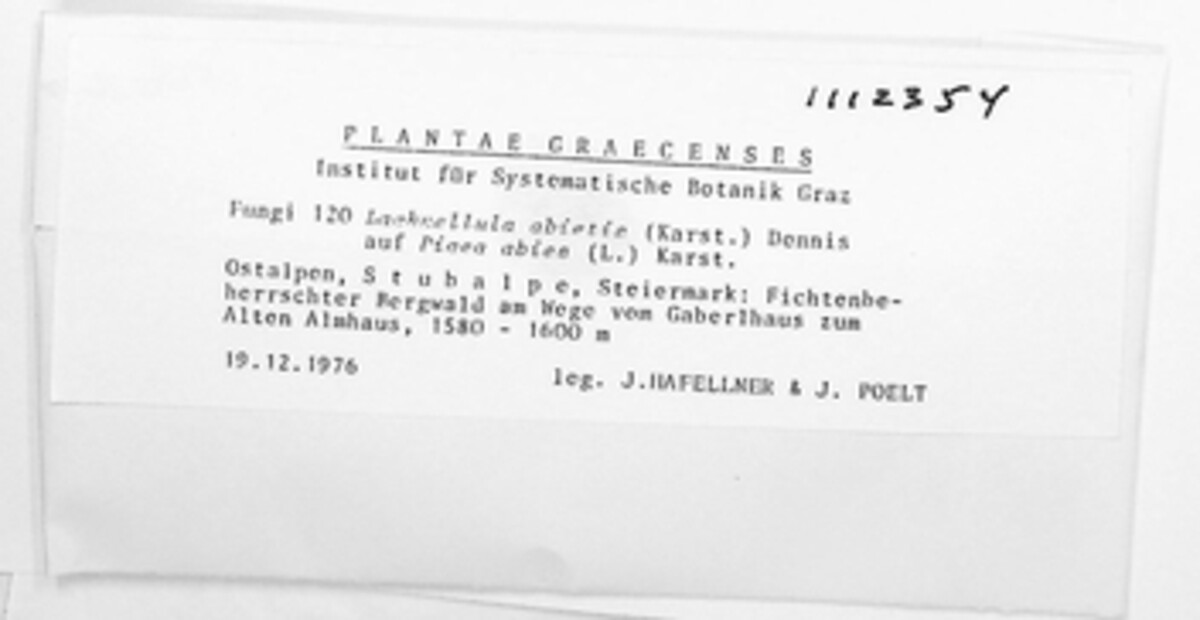 1112354
PLANTAE GRAECENSES
Institut für Systematische Botanik Graz
Fungi 120 Lachnellula abietis (Karst.) Dennis
auf Picea abies (L.) Karst.
Ostalpen, Stubalpe, Steiermark: Fichtenbe-
herrschter Bergwald am Wege vom Gaberlhaus zum
Alten Almhaus, 1580 - 1600 m
19.12.1976
leg. J.HAFELLNER & J. POELT